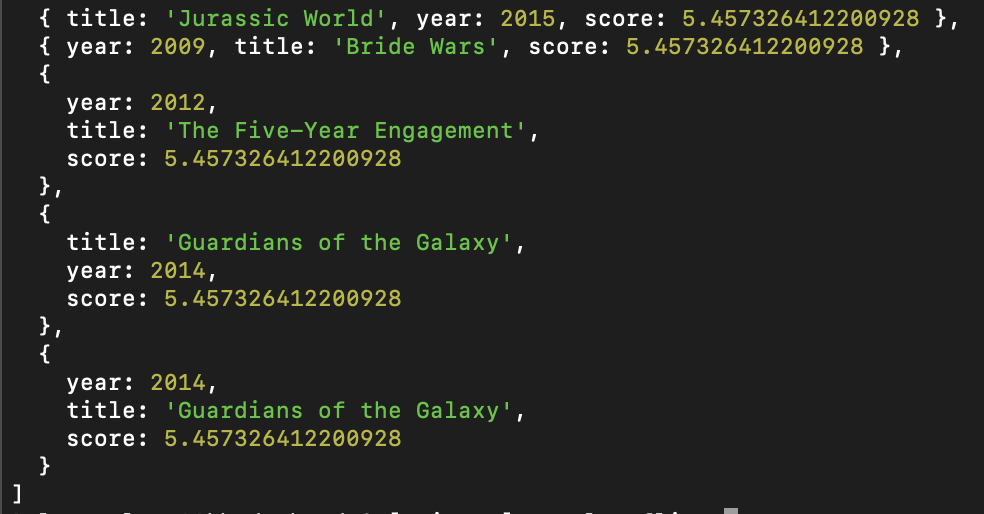 { title: 'Jurassic World', year: 2015, score: 5.457326412200928 },
{ year: 2009, title: 'Bride Wars', score: 5.457326412200928 },
{
year: 2012,
title: 'The Five-Year Engagement',
score: 5.457326412200928
},
{
title: 'Guardians of the Galaxy',
year: 2014,
score: 5.457326412200928
},
{
year: 2014,
title: 'Guardians of the Galaxy',
score: 5.457326412200928
}
]